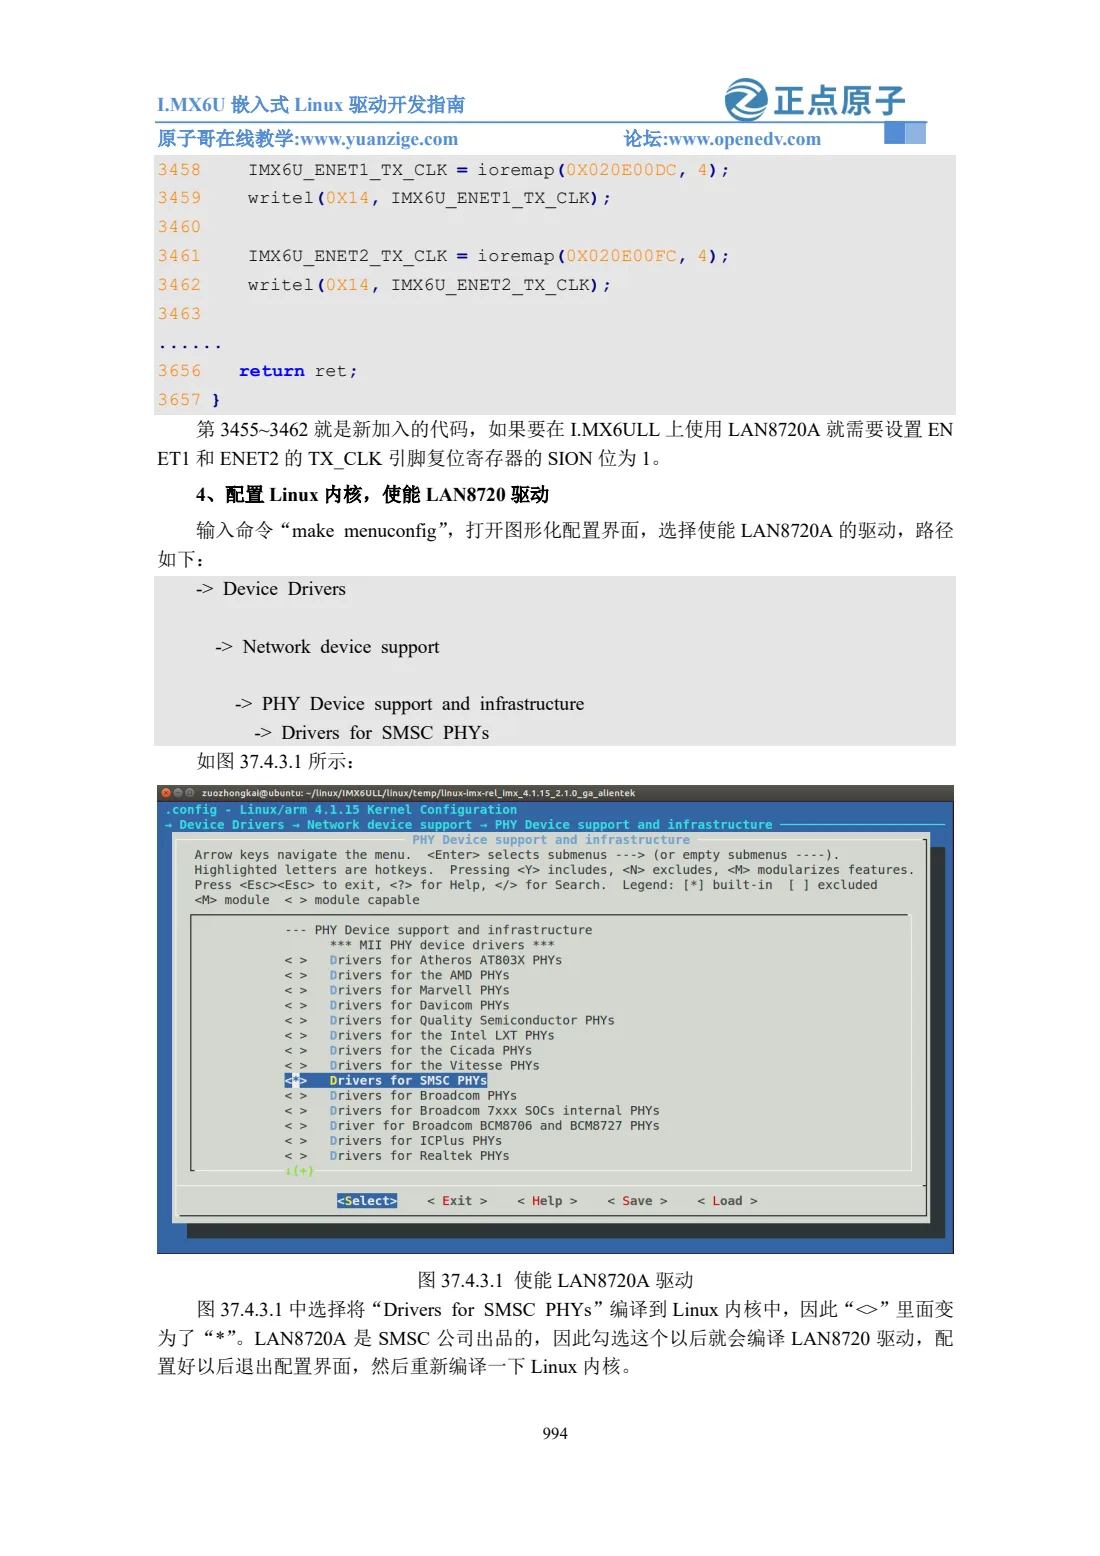 I.MX6U 嵌入式 Linux 驱动开发指南
正点原子
原子哥在线教学:www.yuanzige.com 论坛:www.openedv.com
3458 IMX6U_ENET1_TX_CLK = ioremap(0X020E00DC, 4);
3459 writel(0X14, IMX6U_ENET1_TX_CLK);
3460
3461 IMX6U_ENET2_TX_CLK = ioremap(0X020E00FC, 4);
3462 writel(0X14, IMX6U_ENET2_TX_CLK);
3463
......
3656 return ret;
3657 }
第 3455~3462 就是新加入的代码，如果要在 I.MX6ULL 上使用 LAN8720A 就需要设置 EN
ET1 和 ENET2 的 TX_CLK 引脚复位寄存器的 SION 位为 1。
4、配置 Linux 内核，使能 LAN8720 驱动
输入命令“make menuconfig”，打开图形化配置界面，选择使能 LAN8720A 的驱动，路径
如下：
-> Device Drivers
-> Network device support
-> PHY Device support and infrastructure
-> Drivers for SMSC PHYs
如图 37.4.3.1 所示：
zuozhongkai@ubuntu: ~/linux/IMX6ULL/linux/temp/linux-imx-rel_imx_4.1.15_2.1.0_ga_alientek
.config - Linux/arm 4.1.15 Kernel Configuration
→ Device Drivers → Network device support → PHY Device support and infrastructure
PHY Device support and infrastructure
Arrow keys navigate the menu. <Enter> selects submenus ---> (or empty submenus ----).
Highlighted letters are hotkeys. Pressing <Y> includes, <N> excludes, <M> modularizes features.
Press <Esc><Esc> to exit, <?> for Help, </> for Search. Legend: [*] built-in [ ] excluded
<M> module < > module capable
--- PHY Device support and infrastructure
*** MII PHY device drivers ***
< > Drivers for Atheros AT803X PHYs
< > Drivers for the AMD PHYs
< > Drivers for Marvell PHYs
< > Drivers for Davicom PHYs
< > Drivers for Quality Semiconductor PHYs
< > Drivers for the Intel LXT PHYs
< > Drivers for the Cicada PHYs
< > Drivers for the Vitesse PHYs
<*> Drivers for SMSC PHYs
< > Drivers for Broadcom PHYs
< > Drivers for Broadcom 7xxx SOCs internal PHYs
< > Driver for Broadcom BCM8706 and BCM8727 PHYs
< > Drivers for ICPlus PHYs
< > Drivers for Realtek PHYs
↓(+)
<Select> < Exit > < Help > < Save > < Load >
图 37.4.3.1 使能 LAN8720A 驱动
图 37.4.3.1 中选择将“Drivers for SMSC PHYs”编译到 Linux 内核中，因此“<>”里面变
为了“*”。LAN8720A 是 SMSC 公司出品的，因此勾选这个以后就会编译 LAN8720 驱动，配
置好以后退出配置界面，然后重新编译一下 Linux 内核。
994